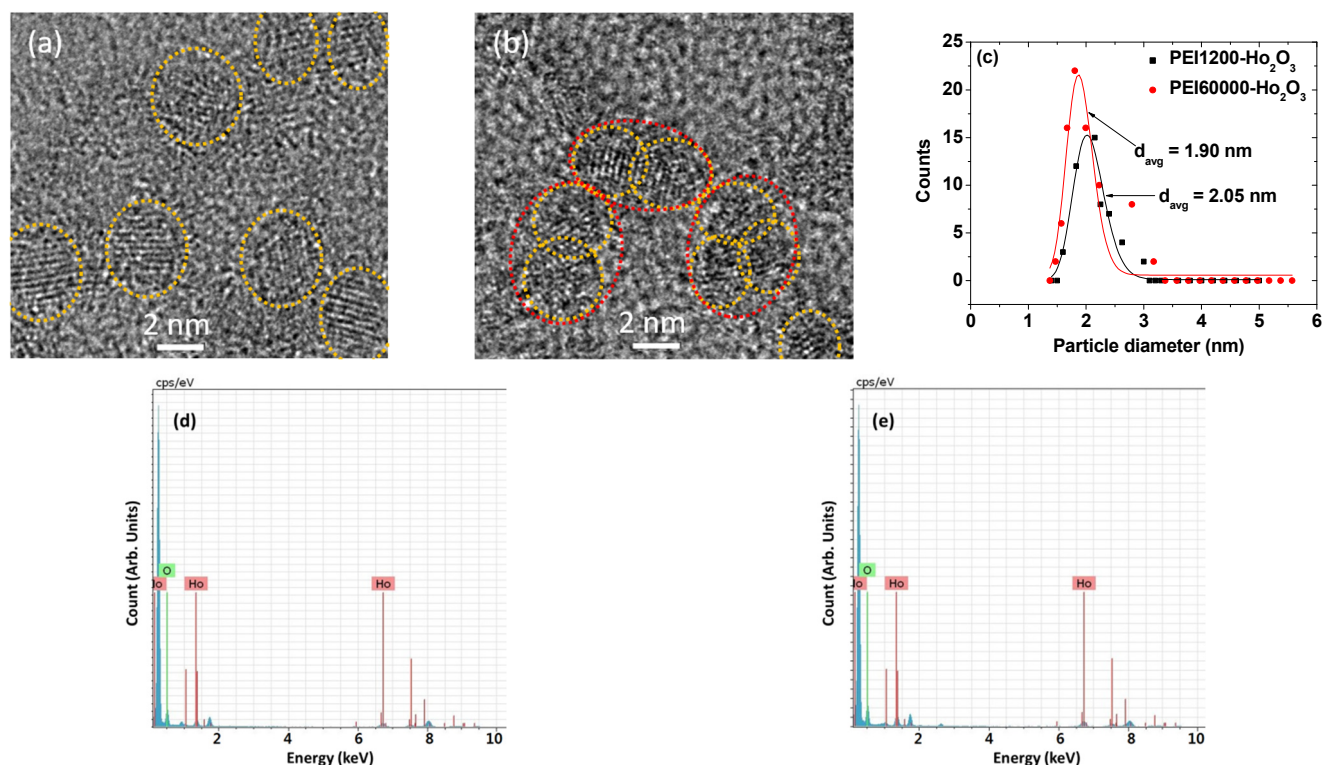 (a)
2 nm
(b)
2 nm
(c)
PEI1200-Ho₂O₃
PEI60000-Ho₂O₃
d_avg = 1.90 nm
d_avg = 2.05 nm
Counts
25
20
15
10
5
0
0 1 2 3 4 5 6
Particle diameter (nm)
cps/eV
(d)
Count (Arb. Units)
O
Ho
Ho
2 4 6 8 10
Energy (keV)
cps/eV
(e)
Count (Arb. Units)
O
Ho
Ho
2 4 6 8 10
Energy (keV)